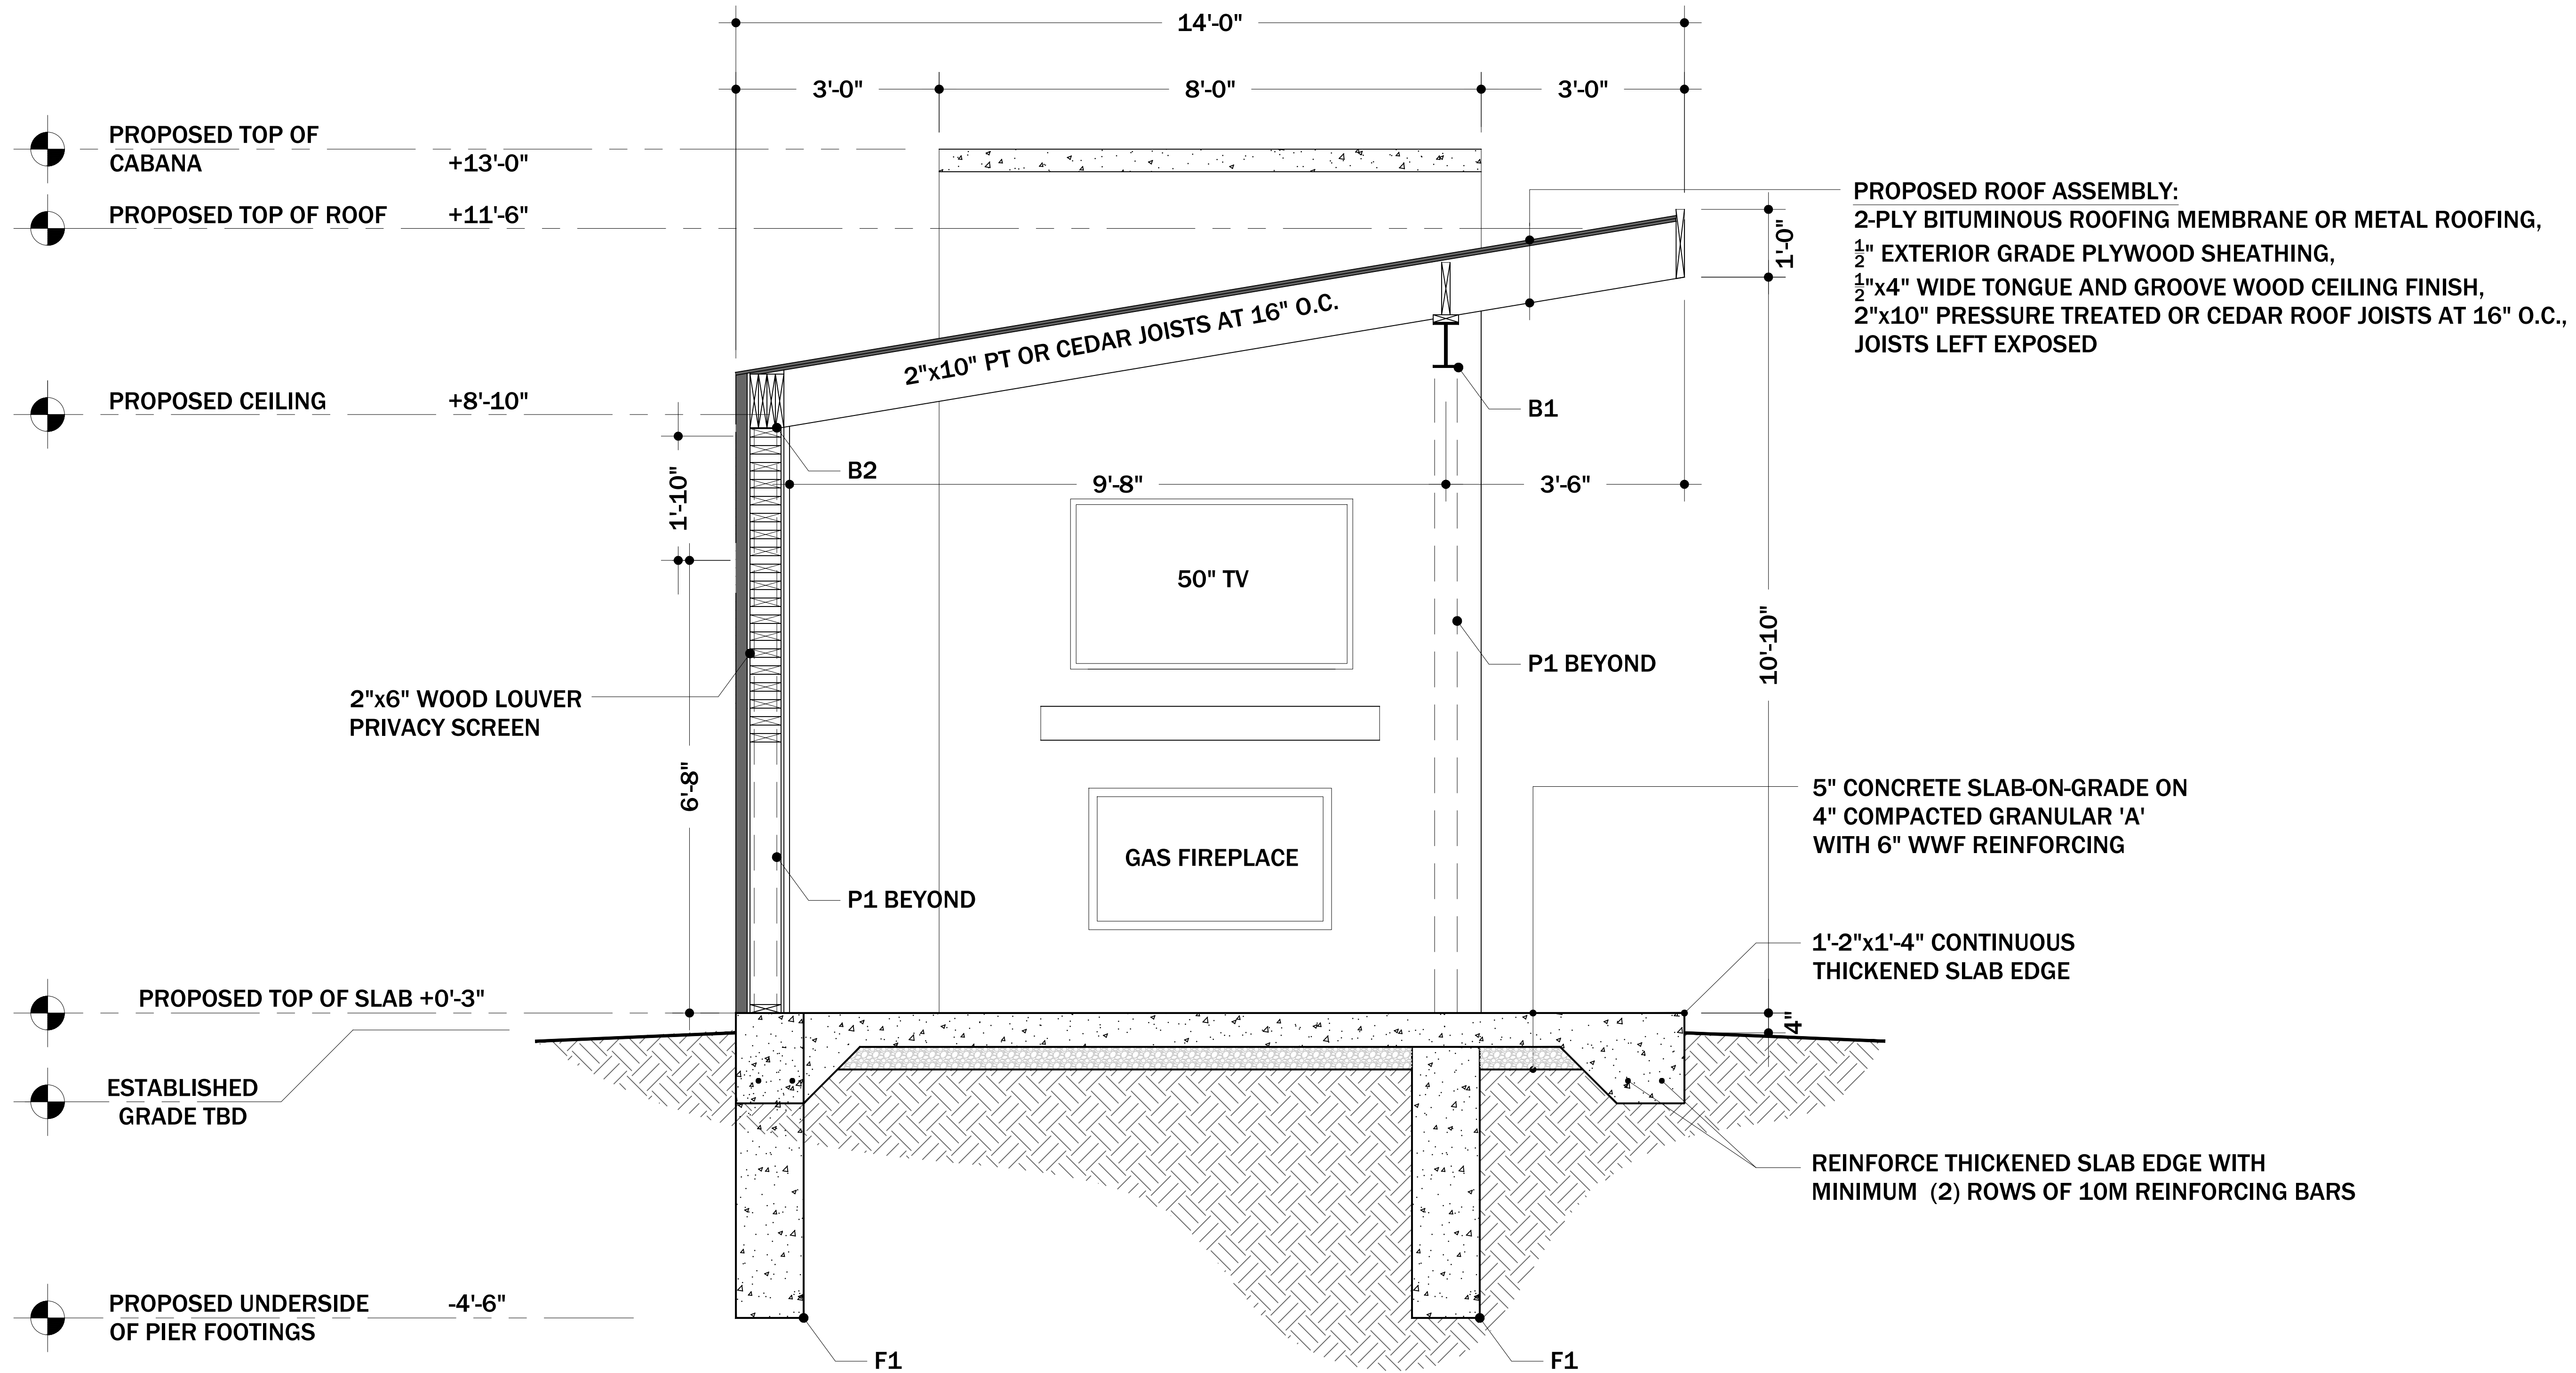 14'-0"
3'-0"
8'-0"
3'-0"
PROPOSED TOP OF
CABANA +13'-0"
PROPOSED TOP OF ROOF +11'-6"
PROPOSED CEILING +8'-10"
PROPOSED ROOF ASSEMBLY:
2-PLY BITUMINOUS ROOFING MEMBRANE OR METAL ROOFING,
1/2" EXTERIOR GRADE PLYWOOD SHEATHING,
1/2"x4" WIDE TONGUE AND GROOVE WOOD CEILING FINISH,
2"x10" PRESSURE TREATED OR CEDAR ROOF JOISTS AT 16" O.C.,
JOISTS LEFT EXPOSED
1'-0"
2"x10" PT OR CEDAR JOISTS AT 16" O.C.
B1
B2
9'-8"
3'-6"
1'-10"
50" TV
10'-10"
P1 BEYOND
2"x6" WOOD LOUVER
PRIVACY SCREEN
6'-8"
GAS FIREPLACE
P1 BEYOND
5" CONCRETE SLAB-ON-GRADE ON
4" COMPACTED GRANULAR 'A'
WITH 6" WWF REINFORCING
1'-2"x1'-4" CONTINUOUS
THICKENED SLAB EDGE
PROPOSED TOP OF SLAB +0'-3"
4"
ESTABLISHED
GRADE TBD
REINFORCE THICKENED SLAB EDGE WITH
MINIMUM (2) ROWS OF 10M REINFORCING BARS
PROPOSED UNDERSIDE -4'-6"
OF PIER FOOTINGS
F1
F1